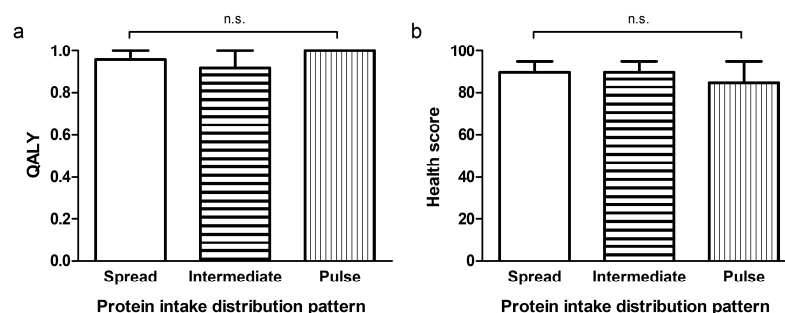 a
n.s.
QALY
1.0
0.8
0.6
0.4
0.2
0.0
Spread Intermediate Pulse
Protein intake distribution pattern
b
n.s.
Health score
100
80
60
40
20
0
Spread Intermediate Pulse
Protein intake distribution pattern